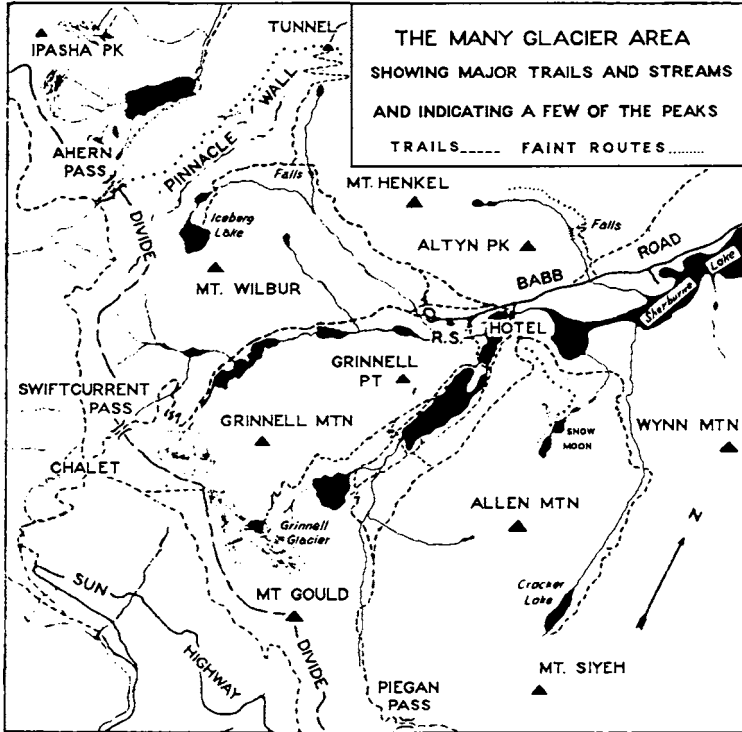 THE MANY GLACIER AREA
SHOWING MAJOR TRAILS AND STREAMS
AND INDICATING A FEW OF THE PEAKS
TRAILS_____ FAINT ROUTES........
TUNNEL
IPASHA PK
PINNACLE WALL
AHERN
PASS
Falls
MT. HENKEL
Iceberg
Lake
DIVIDE
ALTYN PK
Falls
BABB ROAD
MT. WILBUR
Sherburne Lake
R.S.
HOTEL
GRINNELL
PT
SWIFTCURRENT
PASS
GRINNELL MTN
SNOW
MOON
WYNN MTN
CHALET
ALLEN MTN
N
Grinnell
Glacier
SUN
HIGHWAY
MT GOULD
DIVIDE
Cracker
Lake
MT. SIYEH
PIEGAN
PASS